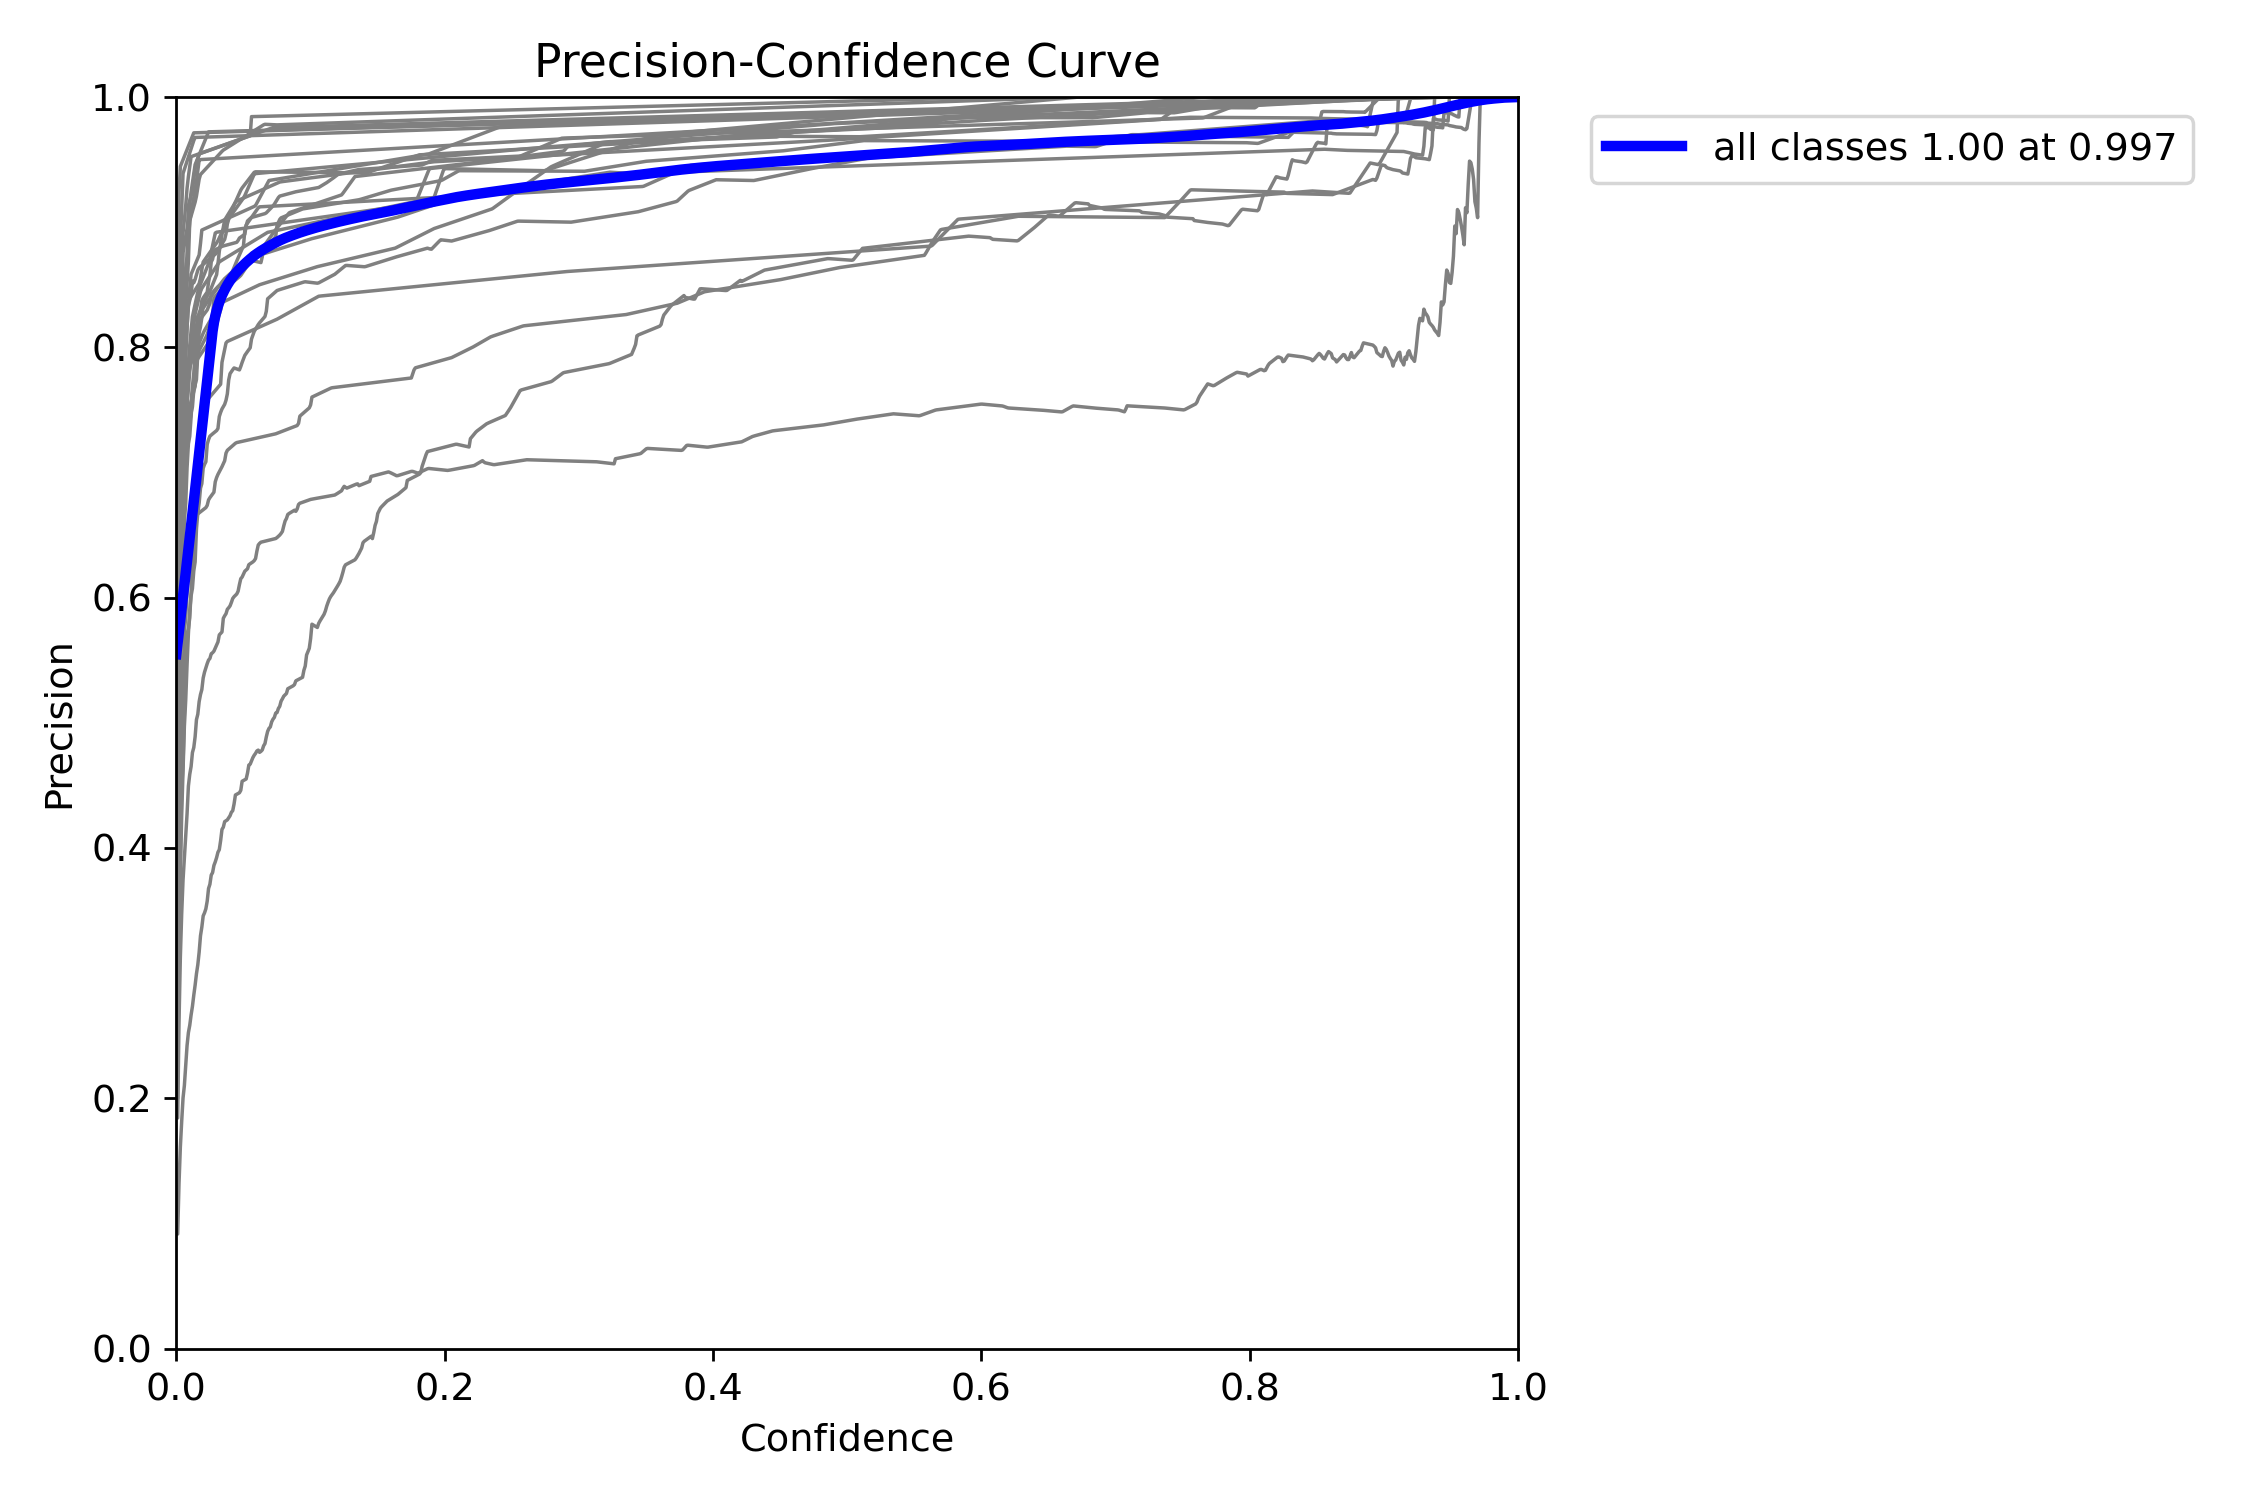 Precision-Confidence Curve
1.0
0.8
0.6
0.4
0.2
0.0
Precision
0.0 0.2 0.4 0.6 0.8 1.0
Confidence
all classes 1.00 at 0.997